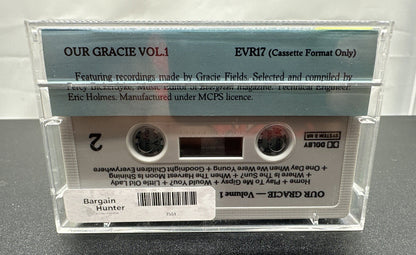 OUR GRACIE VOL.1 EVR17 (Cassette Format Only)
Featuring recordings made by Gracie Fields. Selected and compiled by
Percy Bickerdyke, Music Editor of Evergreen magazine. Technical Engineer:
Eric Holmes. Manufactured under MCPS licence.
2
DOLBY SYSTEM B NR
OUR GRACIE — Volume 1
Home + Play To Me Gipsy + Would You? + Little Old Lady
+ Where Is The Sun? + When The Harvest Moon Is Shining
+ One Day When We Were Young + Goodnight Children Everywhere
Bargain
Hunter